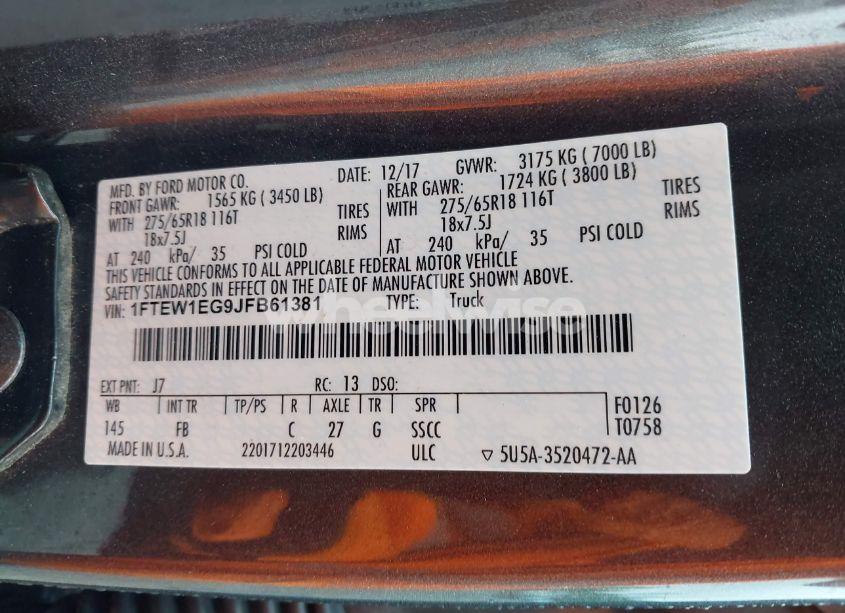 MFD. BY FORD MOTOR CO. DATE: 12/17 GVWR: 3175 KG ( 7000 LB)
FRONT GAWR: 1565 KG ( 3450 LB) REAR GAWR: 1724 KG ( 3800 LB)
WITH 275/65R18 116T TIRES WITH 275/65R18 116T TIRES
18x7.5J RIMS 18x7.5J RIMS
AT 240 kPa/ 35 PSI COLD AT 240 kPa/ 35 PSI COLD
THIS VEHICLE CONFORMS TO ALL APPLICABLE FEDERAL MOTOR VEHICLE
SAFETY STANDARDS IN EFFECT ON THE DATE OF MANUFACTURE SHOWN ABOVE.
VIN: 1FTEW1EG9JFB61381 TYPE: Truck
wheelwise
EXT PNT: J7 RC: 13 DSO:
WB INT TR TP/PS R AXLE TR SPR F0126
145 FB C 27 G SSCC T0758
MADE IN U.S.A. 2201712203446 ULC ▽ 5U5A-3520472-AA